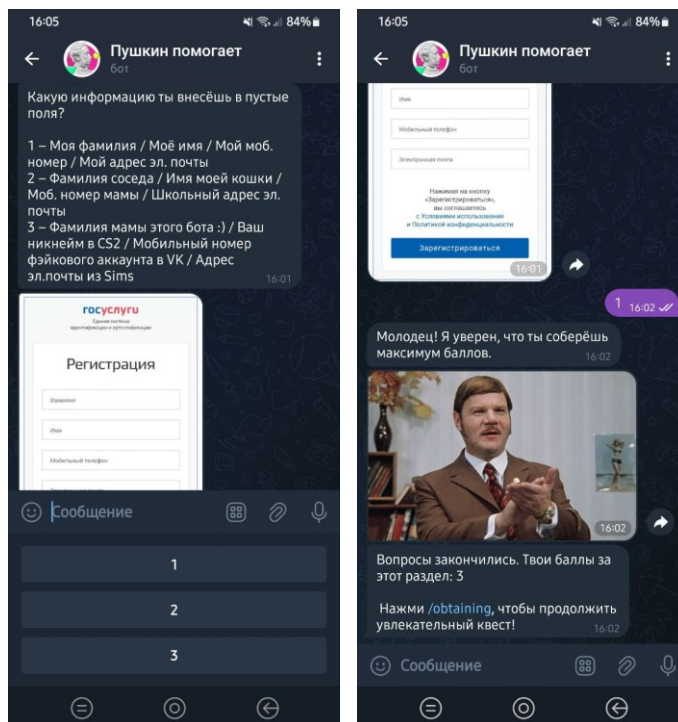 16:05
84%
Пушкин помогает
бот
Какую информацию ты внесёшь в пустые
поля?
1 – Моя фамилия / Моё имя / Мой моб.
номер / Мой адрес эл. почты
2 – Фамилия соседа / Имя моей кошки /
Моб. номер мамы / Школьный адрес эл.
почты
3 – Фамилия мамы этого бота :) / Ваш
никнейм в CS2 / Мобильный номер
фэйкового аккаунта в VK / Адрес
эл.почты из Sims
16:01
госуслуги
Единая система
идентификации и аутентификации
Регистрация
Фамилия
Имя
Мобильный телефон
Сообщение
1
2
3
16:05
84%
Пушкин помогает
бот
Имя
Мобильный телефон
Электронная почта
Нажимая на кнопку
«Зарегистрироваться»,
вы соглашаетесь
с Условиями использования
и Политикой конфиденциальности
Зарегистрироваться
16:01
1 16:02
Молодец! Я уверен, что ты соберёшь
максимум баллов.
16:02
16:02
Вопросы закончились. Твои баллы за
этот раздел: 3
Нажми /obtaining, чтобы продолжить
увлекательный квест!
16:02
Сообщение